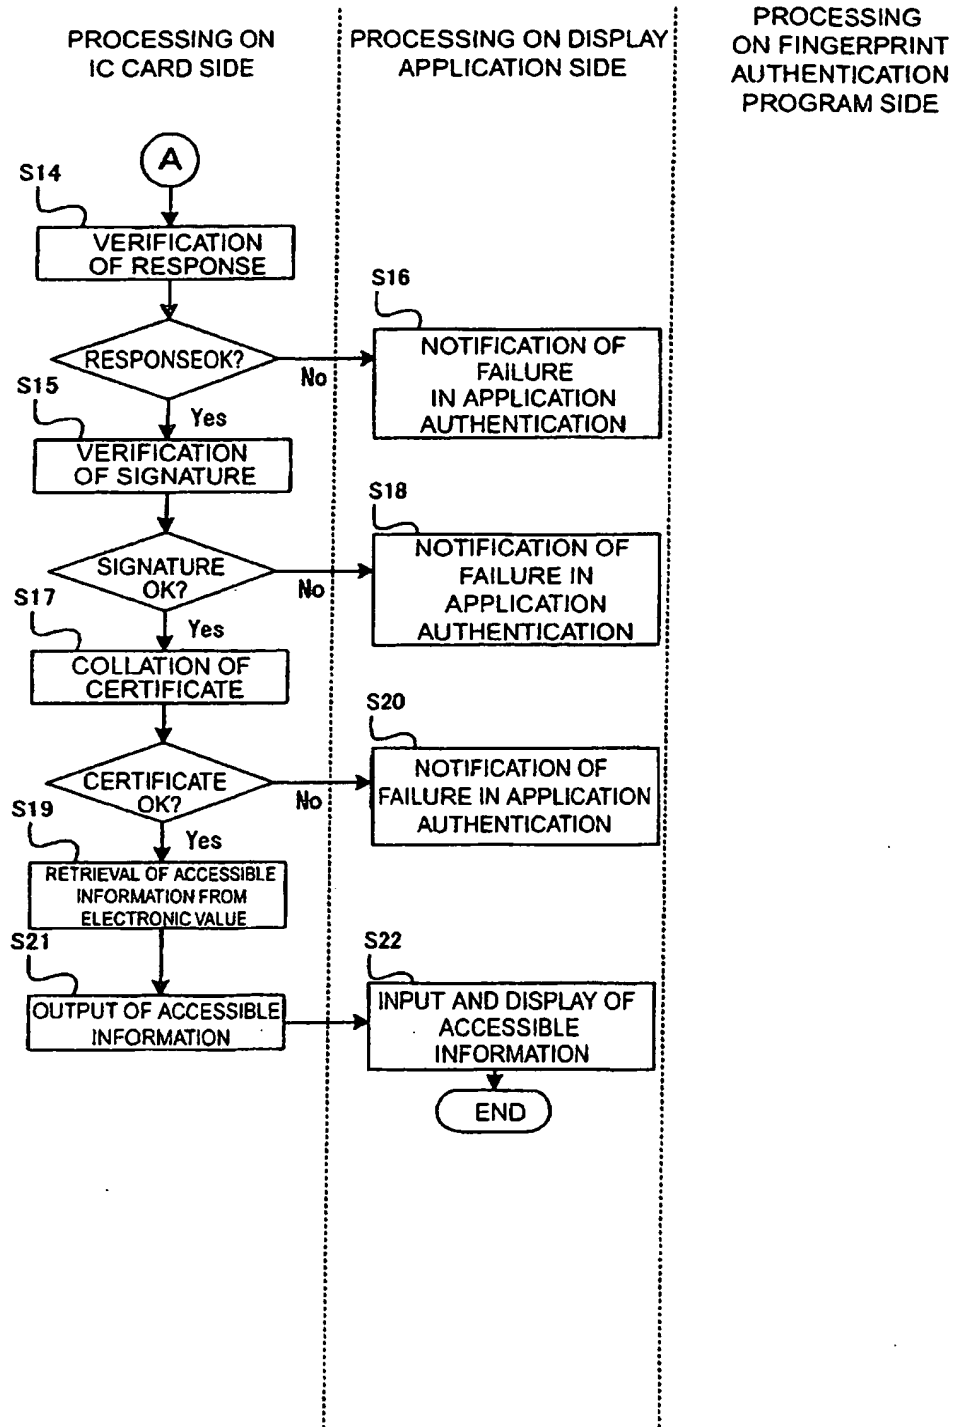 PROCESSING ON
IC CARD SIDE
PROCESSING ON DISPLAY
APPLICATION SIDE
PROCESSING
ON FINGERPRINT
AUTHENTICATION
PROGRAM SIDE
A
S14
VERIFICATION
OF RESPONSE
RESPONSEOK?
No
Yes
S16
NOTIFICATION OF
FAILURE
IN APPLICATION
AUTHENTICATION
S15
VERIFICATION
OF SIGNATURE
SIGNATURE
OK?
No
Yes
S18
NOTIFICATION OF
FAILURE IN
APPLICATION
AUTHENTICATION
S17
COLLATION OF
CERTIFICATE
CERTIFICATE
OK?
No
Yes
S20
NOTIFICATION OF
FAILURE IN APPLICATION
AUTHENTICATION
S19
RETRIEVAL OF ACCESSIBLE
INFORMATION FROM
ELECTRONIC VALUE
S21
OUTPUT OF ACCESSIBLE
INFORMATION
S22
INPUT AND DISPLAY OF
ACCESSIBLE
INFORMATION
END